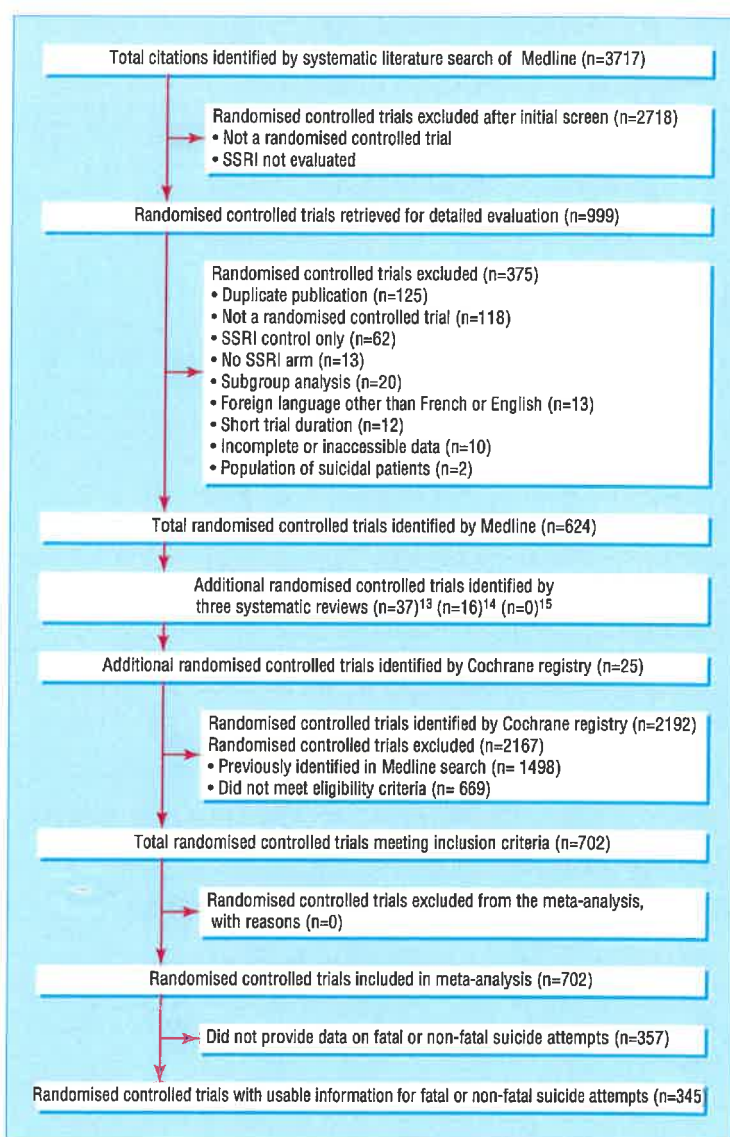 Total citations identified by systematic literature search of Medline (n=3717)
Randomised controlled trials excluded after initial screen (n=2718)
• Not a randomised controlled trial
• SSRI not evaluated
Randomised controlled trials retrieved for detailed evaluation (n=999)
Randomised controlled trials excluded (n=375)
• Duplicate publication (n=125)
• Not a randomised controlled trial (n=118)
• SSRI control only (n=62)
• No SSRI arm (n=13)
• Subgroup analysis (n=20)
• Foreign language other than French or English (n=13)
• Short trial duration (n=12)
• Incomplete or inaccessible data (n=10)
• Population of suicidal patients (n=2)
Total randomised controlled trials identified by Medline (n=624)
Additional randomised controlled trials identified by
three systematic reviews (n=37)¹³ (n=16)¹⁴ (n=0)¹⁵
Additional randomised controlled trials identified by Cochrane registry (n=25)
Randomised controlled trials identified by Cochrane registry (n=2192)
Randomised controlled trials excluded (n=2167)
• Previously identified in Medline search (n= 1498)
• Did not meet eligibility criteria (n= 669)
Total randomised controlled trials meeting inclusion criteria (n=702)
Randomised controlled trials excluded from the meta-analysis,
with reasons (n=0)
Randomised controlled trials included in meta-analysis (n=702)
Did not provide data on fatal or non-fatal suicide attempts (n=357)
Randomised controlled trials with usable information for fatal or non-fatal suicide attempts (n=345)